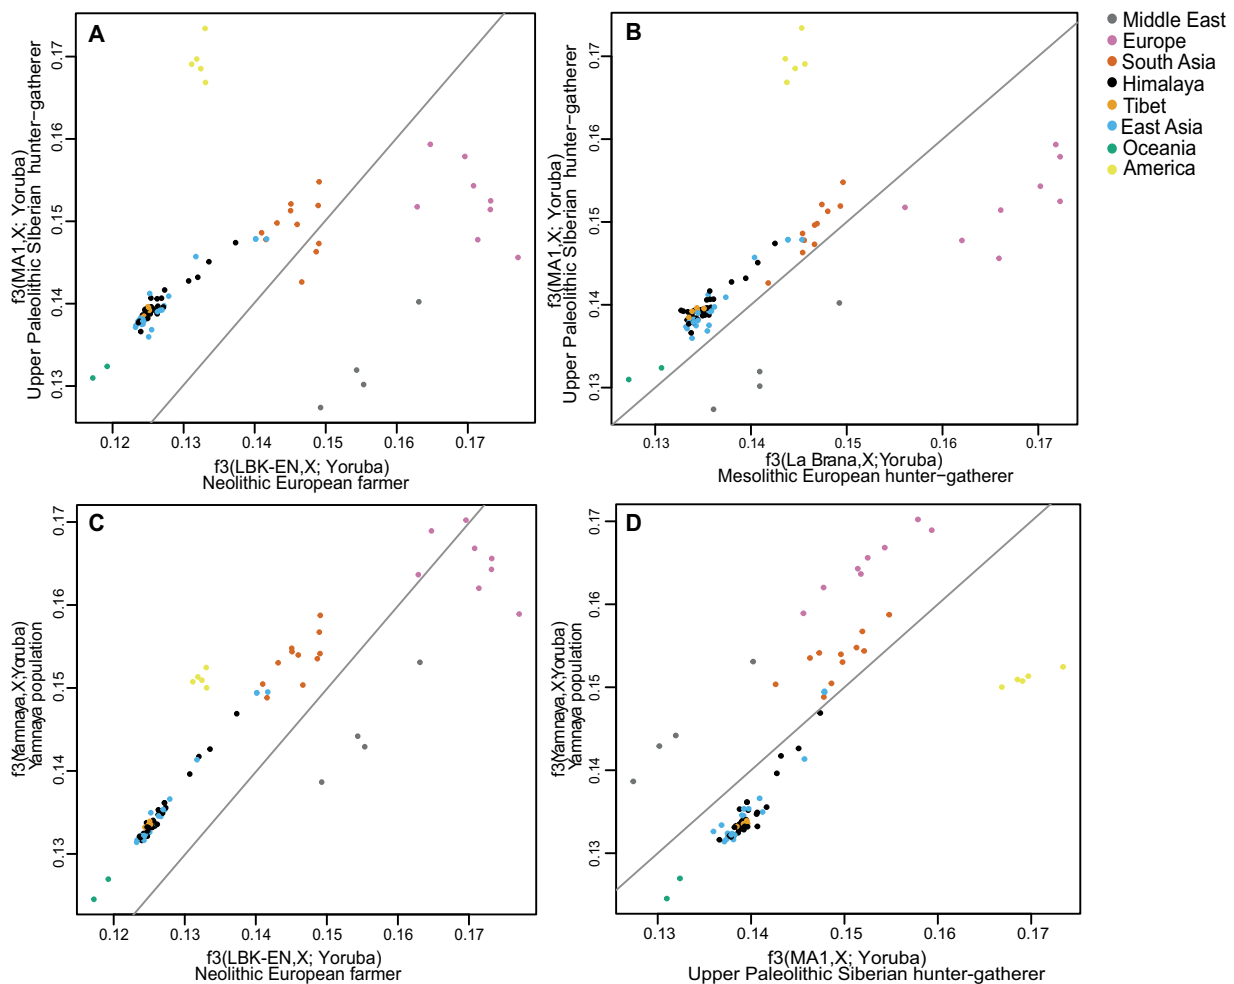 A
f3(MA1,X; Yoruba)
Upper Paleolithic SIberian hunter-gatherer
0.13
0.14
0.15
0.16
0.17
0.12
0.13
0.14
0.15
0.16
0.17
f3(LBK-EN,X; Yoruba)
Neolithic European farmer
B
f3(MA1,X; Yoruba)
Upper Paleolithic SIberian hunter-gatherer
0.13
0.14
0.15
0.16
0.17
0.13
0.14
0.15
0.16
0.17
f3(La Brana,X;Yoruba)
Mesolithic European hunter-gatherer
Middle East
Europe
South Asia
Himalaya
Tibet
East Asia
Oceania
America
C
f3(Yamnaya,X;Yoruba)
Yamnaya population
0.13
0.14
0.15
0.16
0.17
0.12
0.13
0.14
0.15
0.16
0.17
f3(LBK-EN,X; Yoruba)
Neolithic European farmer
D
f3(Yamnaya,X;Yoruba)
Yamnaya population
0.13
0.14
0.15
0.16
0.17
0.13
0.14
0.15
0.16
0.17
f3(MA1,X; Yoruba)
Upper Paleolithic Siberian hunter-gatherer